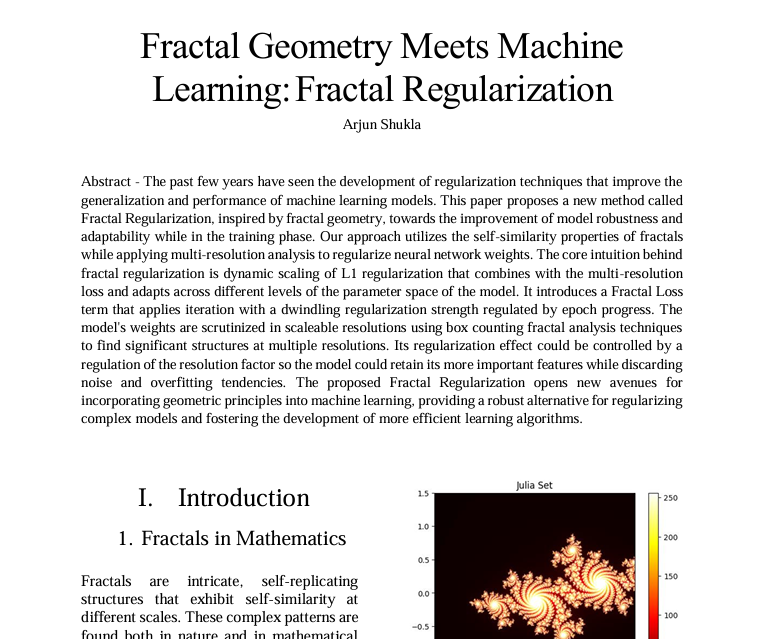 Fractal Geometry Meets Machine
Learning: Fractal Regularization
Arjun Shukla
Abstract - The past few years have seen the development of regularization techniques that improve the
generalization and performance of machine learning models. This paper proposes a new method called
Fractal Regularization, inspired by fractal geometry, towards the improvement of model robustness and
adaptability while in the training phase. Our approach utilizes the self-similarity properties of fractals
while applying multi-resolution analysis to regularize neural network weights. The core intuition behind
fractal regularization is dynamic scaling of L1 regularization that combines with the multi-resolution
loss and adapts across different levels of the parameter space of the model. It introduces a Fractal Loss
term that applies iteration with a dwindling regularization strength regulated by epoch progress. The
model's weights are scrutinized in scaleable resolutions using box counting fractal analysis techniques
to find significant structures at multiple resolutions. Its regularization effect could be controlled by a
regulation of the resolution factor so the model could retain its more important features while discarding
noise and overfitting tendencies. The proposed Fractal Regularization opens new avenues for
incorporating geometric principles into machine learning, providing a robust alternative for regularizing
complex models and fostering the development of more efficient learning algorithms.
I. Introduction
1. Fractals in Mathematics
Fractals are intricate, self-replicating
structures that exhibit self-similarity at
different scales. These complex patterns are
found both in nature and in mathematical
Julia Set
1.5
1.0
0.5
0.0
−0.5
250
200
150
100